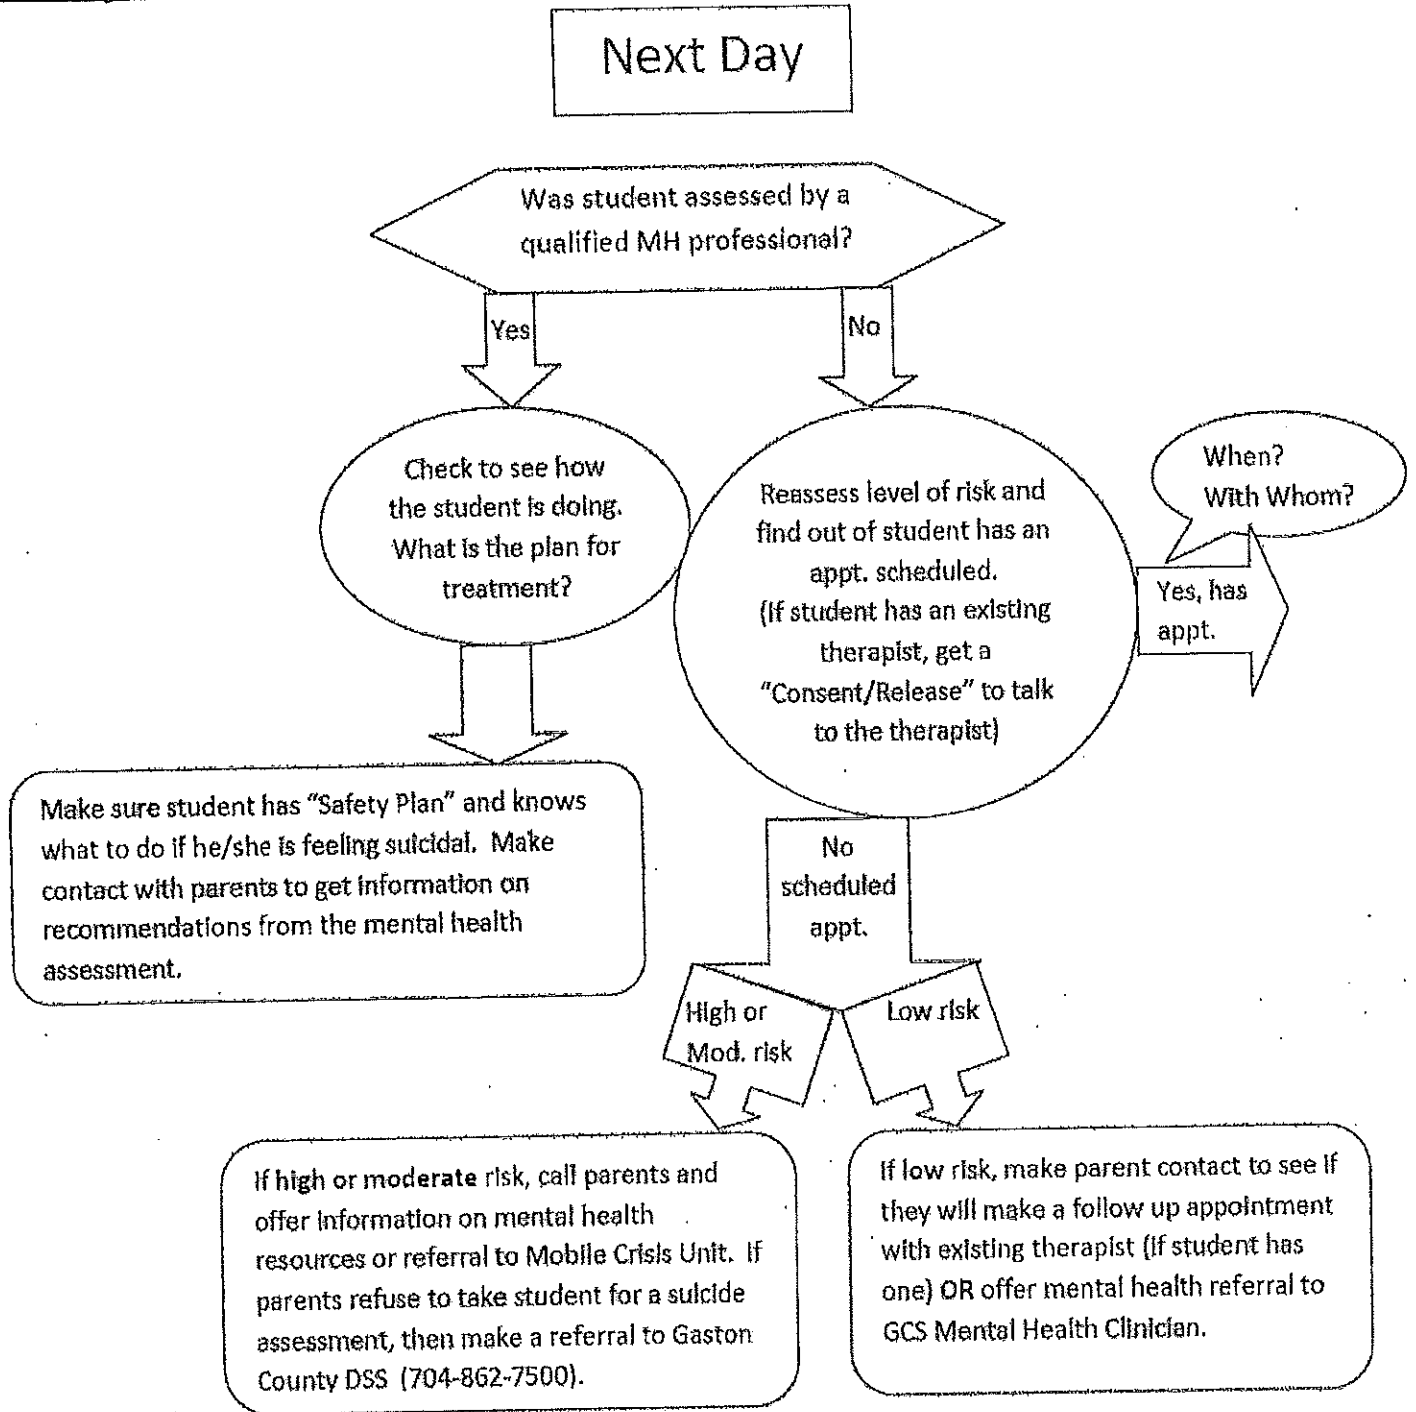 Next Day
Was student assessed by a
qualified MH professional?
Yes
No
Check to see how
the student is doing.
What is the plan for
treatment?
Reassess level of risk and
find out of student has an
appt. scheduled.
(If student has an existing
therapist, get a
"Consent/Release" to talk
to the therapist)
When?
With Whom?
Yes, has
appt.
Make sure student has "Safety Plan" and knows
what to do if he/she is feeling suicidal. Make
contact with parents to get information on
recommendations from the mental health
assessment.
No
scheduled
appt.
High or
Mod. risk
Low risk
If high or moderate risk, call parents and
offer information on mental health
resources or referral to Mobile Crisis Unit. If
parents refuse to take student for a suicide
assessment, then make a referral to Gaston
County DSS (704-862-7500).
If low risk, make parent contact to see if
they will make a follow up appointment
with existing therapist (if student has
one) OR offer mental health referral to
GCS Mental Health Clinician.